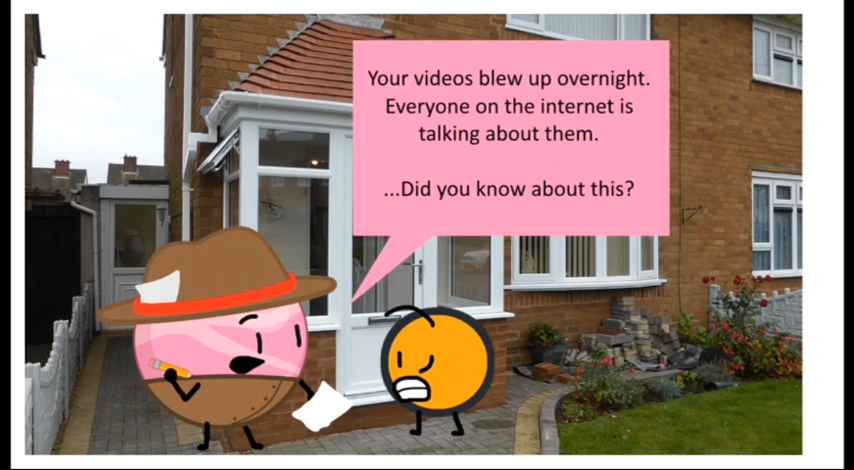 Your videos blew up overnight.
Everyone on the internet is
talking about them.
...Did you know about this?